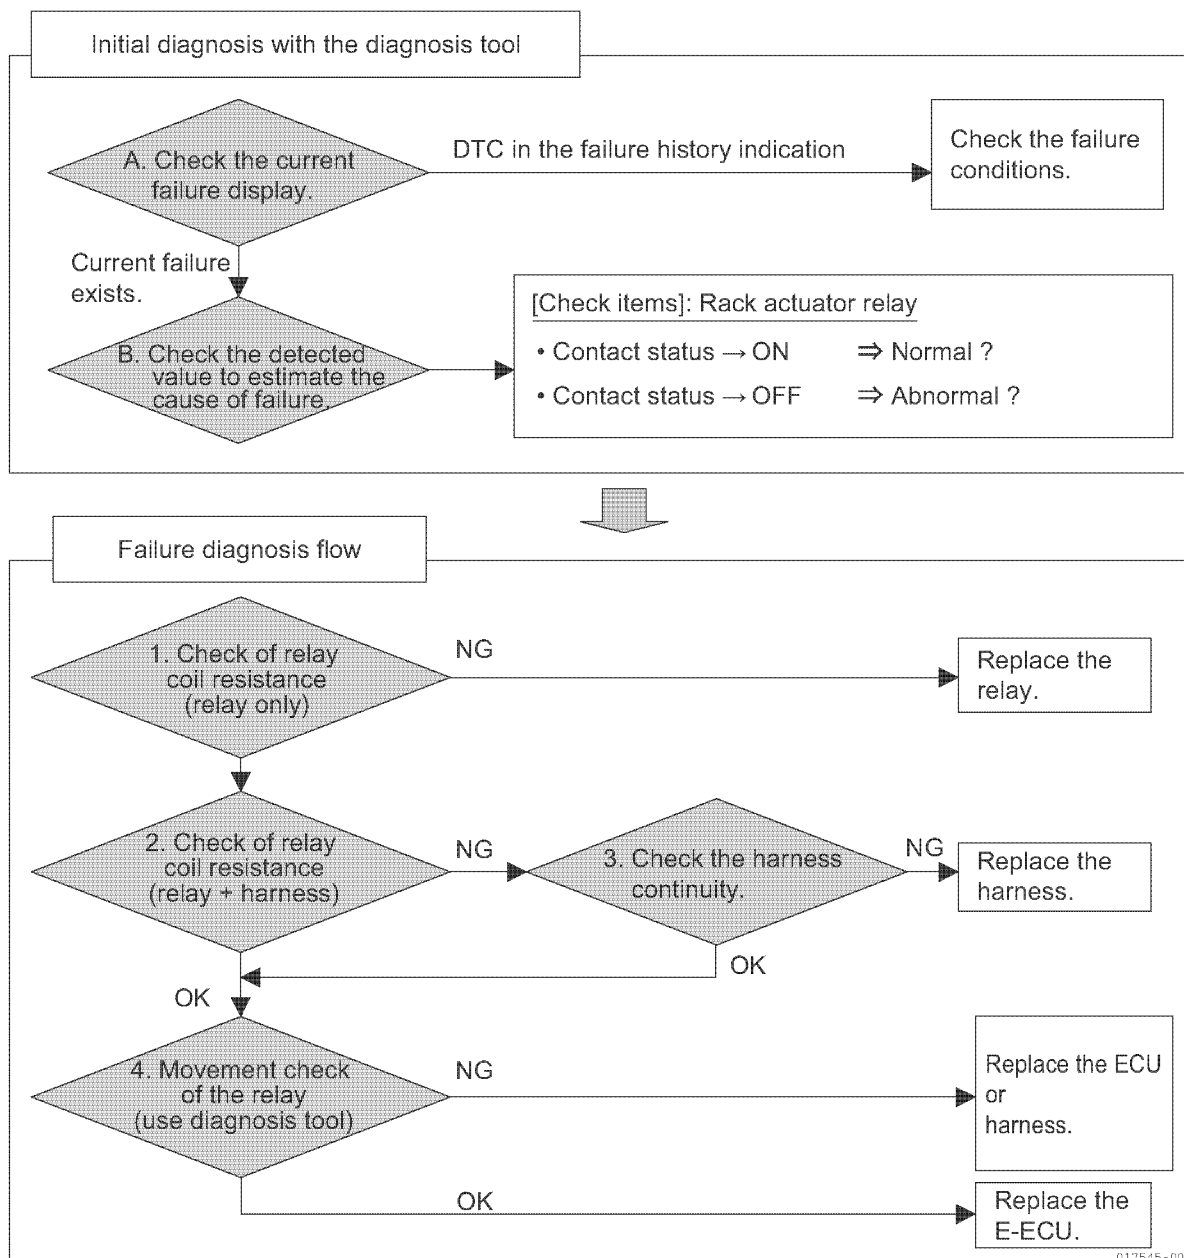 Initial diagnosis with the diagnosis tool
A. Check the current
failure display.
DTC in the failure history indication
Check the failure
conditions.
Current failure
exists.
B. Check the detected
value to estimate the
cause of failure.
[Check items]: Rack actuator relay
• Contact status → ON ⇒ Normal ?
• Contact status → OFF ⇒ Abnormal ?
Failure diagnosis flow
1. Check of relay
coil resistance
(relay only)
NG
Replace the
relay.
2. Check of relay
coil resistance
(relay + harness)
NG
3. Check the harness
continuity.
NG
Replace the
harness.
OK
OK
4. Movement check
of the relay
(use diagnosis tool)
NG
Replace the ECU
or
harness.
OK
Replace the
E-ECU.